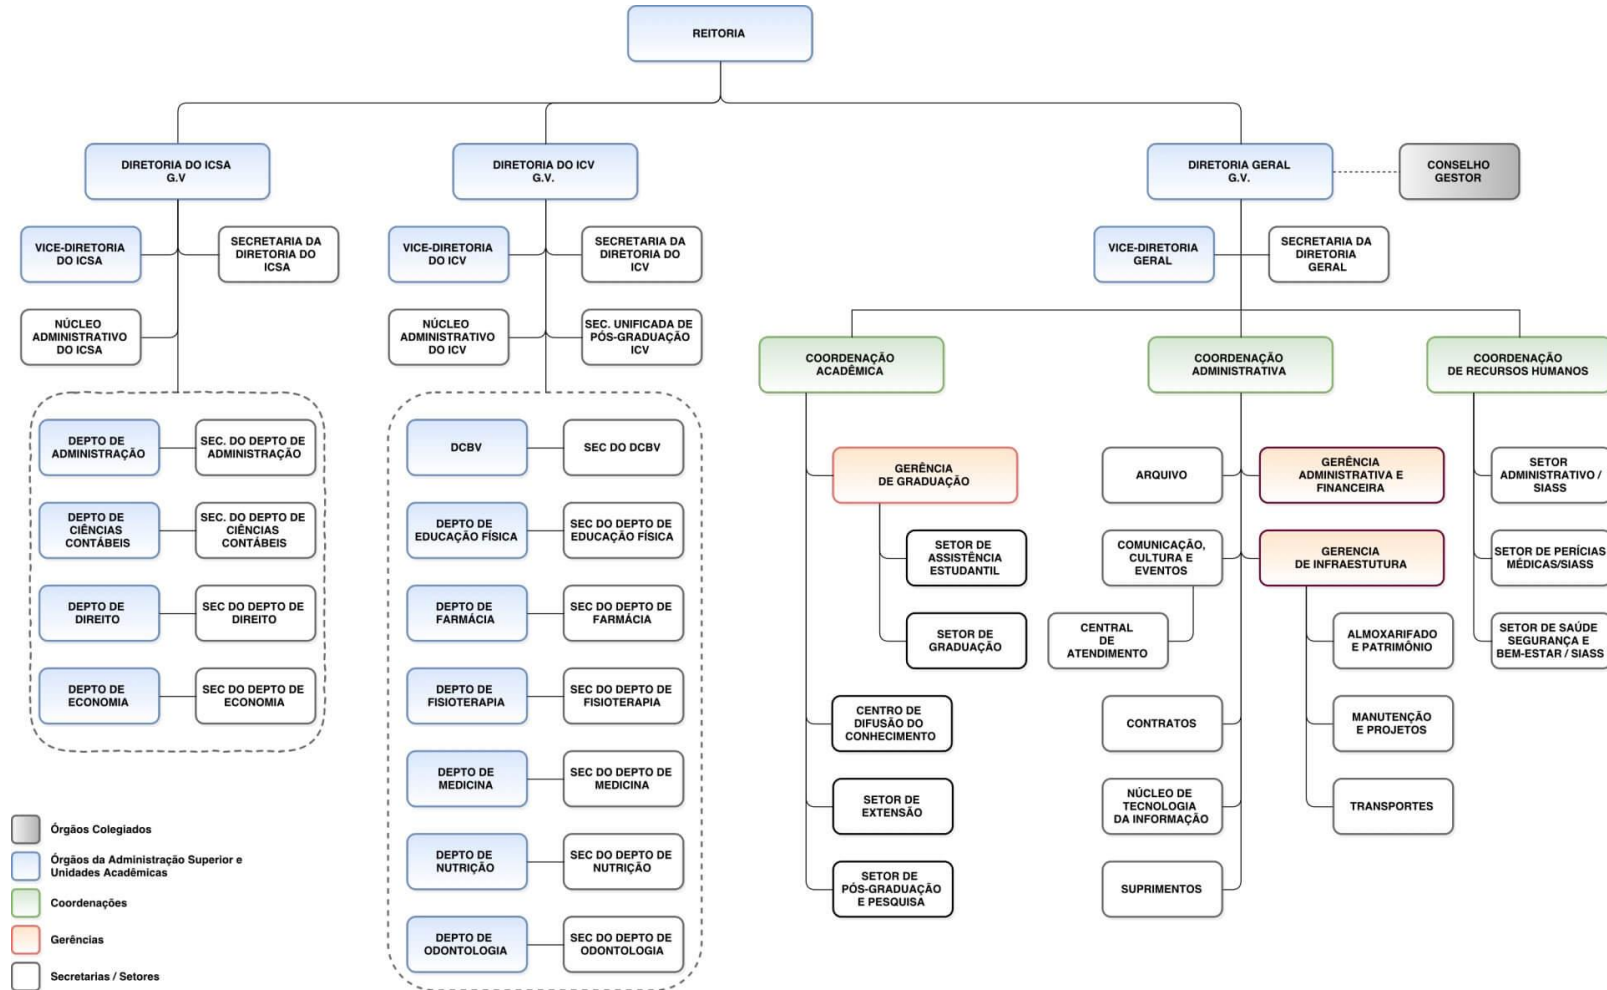 REITORIA
DIRETORIA DO ICSA
G.V
DIRETORIA DO ICV
G.V.
DIRETORIA GERAL
G.V.
CONSELHO
GESTOR
VICE-DIRETORIA
DO ICSA
SECRETARIA DA
DIRETORIA DO
ICSA
VICE-DIRETORIA
DO ICV
SECRETARIA DA
DIRETORIA DO
ICV
VICE-DIRETORIA
GERAL
SECRETARIA DA
DIRETORIA
GERAL
NÚCLEO
ADMINISTRATIVO
DO ICSA
NÚCLEO
ADMINISTRATIVO
DO ICV
SEC. UNIFICADA DE
PÓS-GRADUAÇÃO
ICV
COORDENAÇÃO
ACADÊMICA
COORDENAÇÃO
ADMINISTRATIVA
COORDENAÇÃO
DE RECURSOS HUMANOS
DEPTO DE
ADMINISTRAÇÃO
SEC. DO DEPTO DE
ADMINISTRAÇÃO
DEPTO DE
CIÊNCIAS
CONTÁBEIS
SEC. DO DEPTO DE
CIÊNCIAS
CONTÁBEIS
DEPTO DE
DIREITO
SEC DO DEPTO DE
DIREITO
DEPTO DE
ECONOMIA
SEC DO DEPTO DE
ECONOMIA
DCBV
SEC DO DCBV
DEPTO DE
EDUCAÇÃO FÍSICA
SEC DO DEPTO DE
EDUCAÇÃO FÍSICA
DEPTO DE
FARMÁCIA
SEC DO DEPTO DE
FARMÁCIA
DEPTO DE
FISIOTERAPIA
SEC DO DEPTO DE
FISIOTERAPIA
DEPTO DE
MEDICINA
SEC DO DEPTO DE
MEDICINA
DEPTO DE
NUTRIÇÃO
SEC DO DEPTO DE
NUTRIÇÃO
DEPTO DE
ODONTOLOGIA
SEC DO DEPTO DE
ODONTOLOGIA
GERÊNCIA
DE GRADUAÇÃO
SETOR DE
ASSISTÊNCIA
ESTUDANTIL
SETOR DE
GRADUAÇÃO
CENTRO DE
DIFUSÃO DO
CONHECIMENTO
SETOR DE
EXTENSÃO
SETOR DE
PÓS-GRADUAÇÃO
E PESQUISA
ARQUIVO
GERÊNCIA
ADMINISTRATIVA E
FINANCEIRA
COMUNICAÇÃO,
CULTURA E
EVENTOS
GERENCIA
DE INFRAESTUTURA
CENTRAL
DE
ATENDIMENTO
ALMOXARIFADO
E PATRIMÔNIO
CONTRATOS
MANUTENÇÃO
E PROJETOS
NÚCLEO DE
TECNOLOGIA
DA INFORMAÇÃO
TRANSPORTES
SUPRIMENTOS
SETOR
ADMINISTRATIVO /
SIASS
SETOR DE PERÍCIAS
MÉDICAS/SIASS
SETOR DE SAÚDE
SEGURANÇA E
BEM-ESTAR / SIASS
Órgãos Colegiados
Órgãos da Administração Superior e
Unidades Acadêmicas
Coordenações
Gerências
Secretarias / Setores